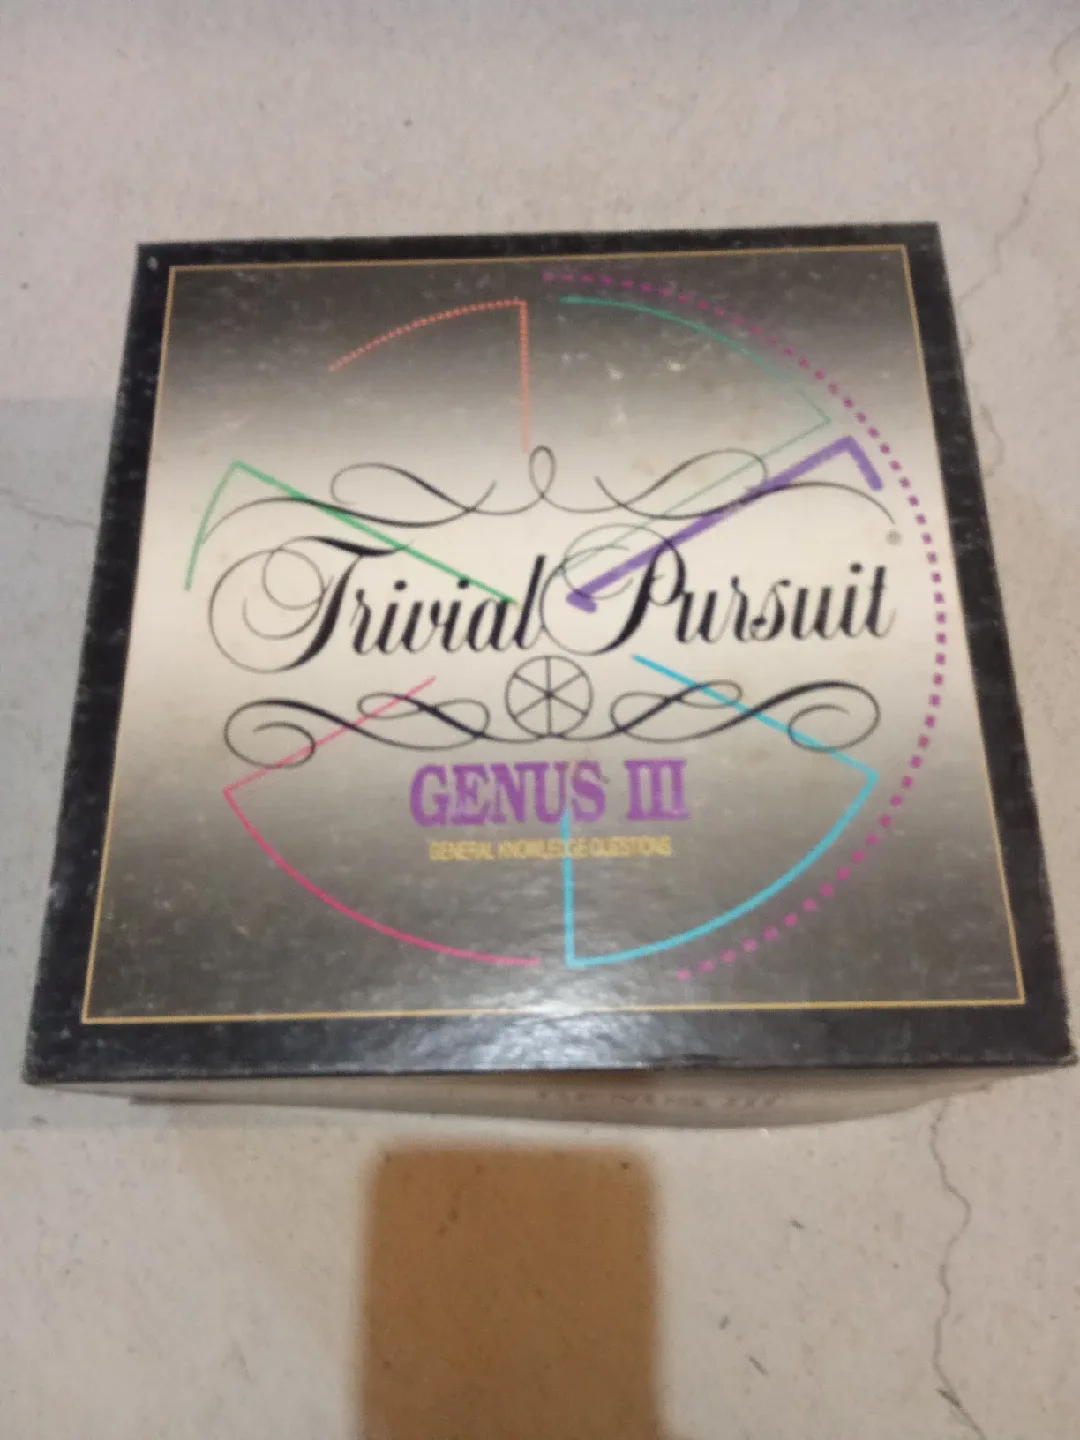 Trivial Pursuit
GENUS III
GENERAL KNOWLEDGE QUESTIONS